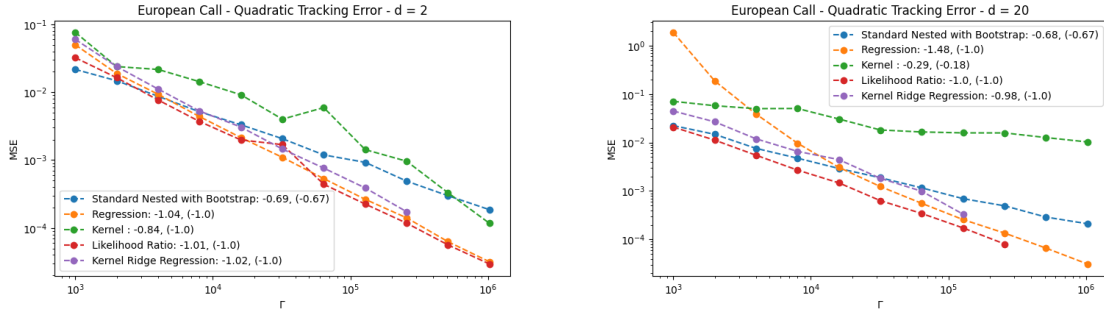 European Call - Quadratic Tracking Error - d = 2
MSE
10⁻¹
10⁻²
10⁻³
10⁻⁴
Standard Nested with Bootstrap: -0.69, (-0.67)
Regression: -1.04, (-1.0)
Kernel : -0.84, (-1.0)
Likelihood Ratio: -1.01, (-1.0)
Kernel Ridge Regression: -1.02, (-1.0)
10³
10⁴
10⁵
10⁶
Γ
European Call - Quadratic Tracking Error - d = 20
MSE
10⁰
10⁻¹
10⁻²
10⁻³
10⁻⁴
Standard Nested with Bootstrap: -0.68, (-0.67)
Regression: -1.48, (-1.0)
Kernel : -0.29, (-0.18)
Likelihood Ratio: -1.0, (-1.0)
Kernel Ridge Regression: -0.98, (-1.0)
10³
10⁴
10⁵
10⁶
Γ